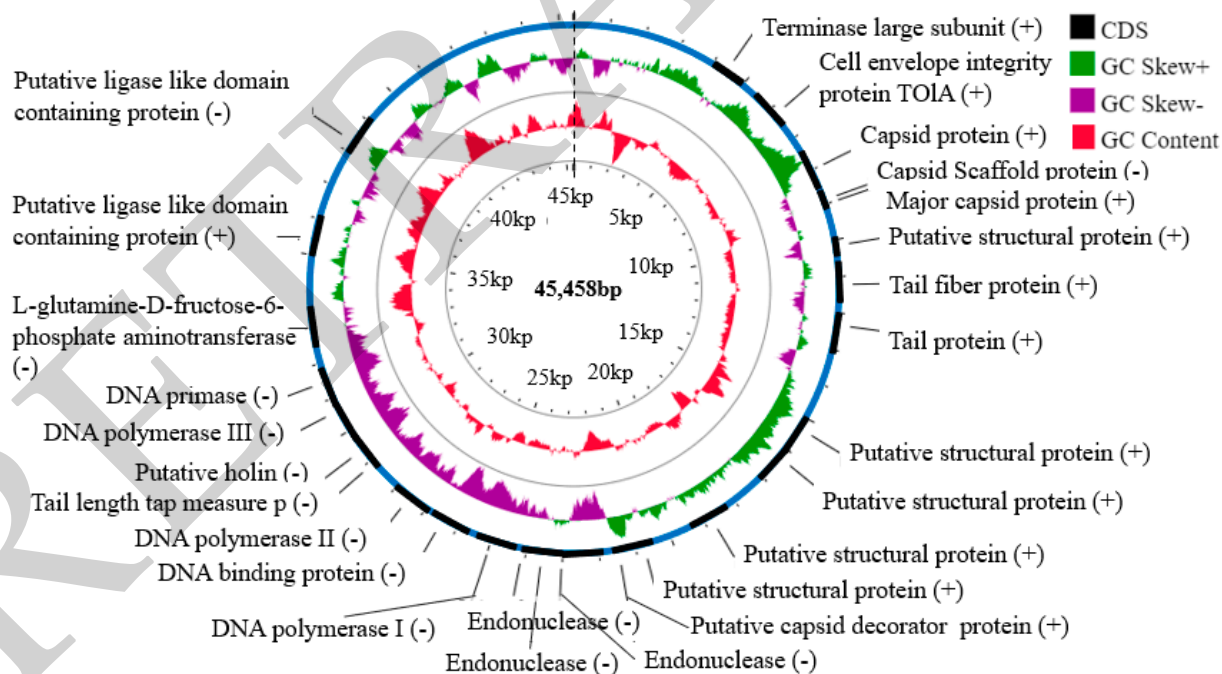 Terminase large subunit (+)
Cell envelope integrity
protein TOlA (+)
Capsid protein (+)
Capsid Scaffold protein (-)
Major capsid protein (+)
Putative structural protein (+)
Tail fiber protein (+)
Tail protein (+)
Putative structural protein (+)
Putative structural protein (+)
Putative structural protein (+)
Putative structural protein (+)
Putative capsid decorator protein (+)
Endonuclease (-)
Endonuclease (-)
Endonuclease (-)
DNA polymerase I (-)
DNA binding protein (-)
DNA polymerase II (-)
Tail length tap measure p (-)
Putative holin (-)
DNA polymerase III (-)
DNA primase (-)
L-glutamine-D-fructose-6-
phosphate aminotransferase
(-)
Putative ligase like domain
containing protein (+)
Putative ligase like domain
containing protein (-)
CDS
GC Skew+
GC Skew-
GC Content
45kp
5kp
10kp
15kp
20kp
25kp
30kp
35kp
40kp
45,458bp